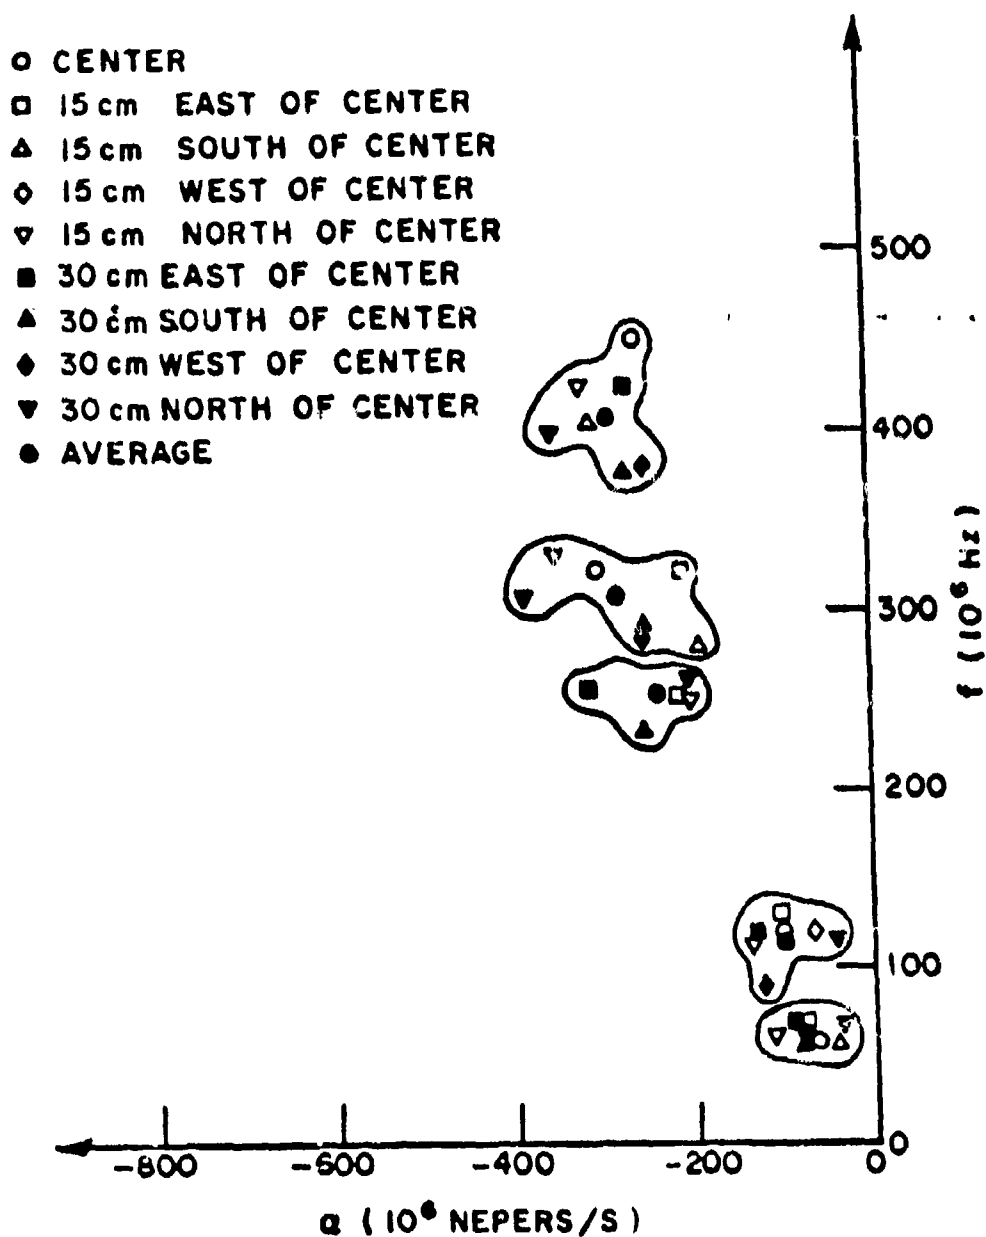 CENTER
15 cm EAST OF CENTER
15 cm SOUTH OF CENTER
15 cm WEST OF CENTER
15 cm NORTH OF CENTER
30 cm EAST OF CENTER
30 cm SOUTH OF CENTER
30 cm WEST OF CENTER
30 cm NORTH OF CENTER
AVERAGE
500
400
300
200
100
0
f (10⁶ Hz)
-800 -600 -400 -200 0
α (10⁶ NEPERS/S)